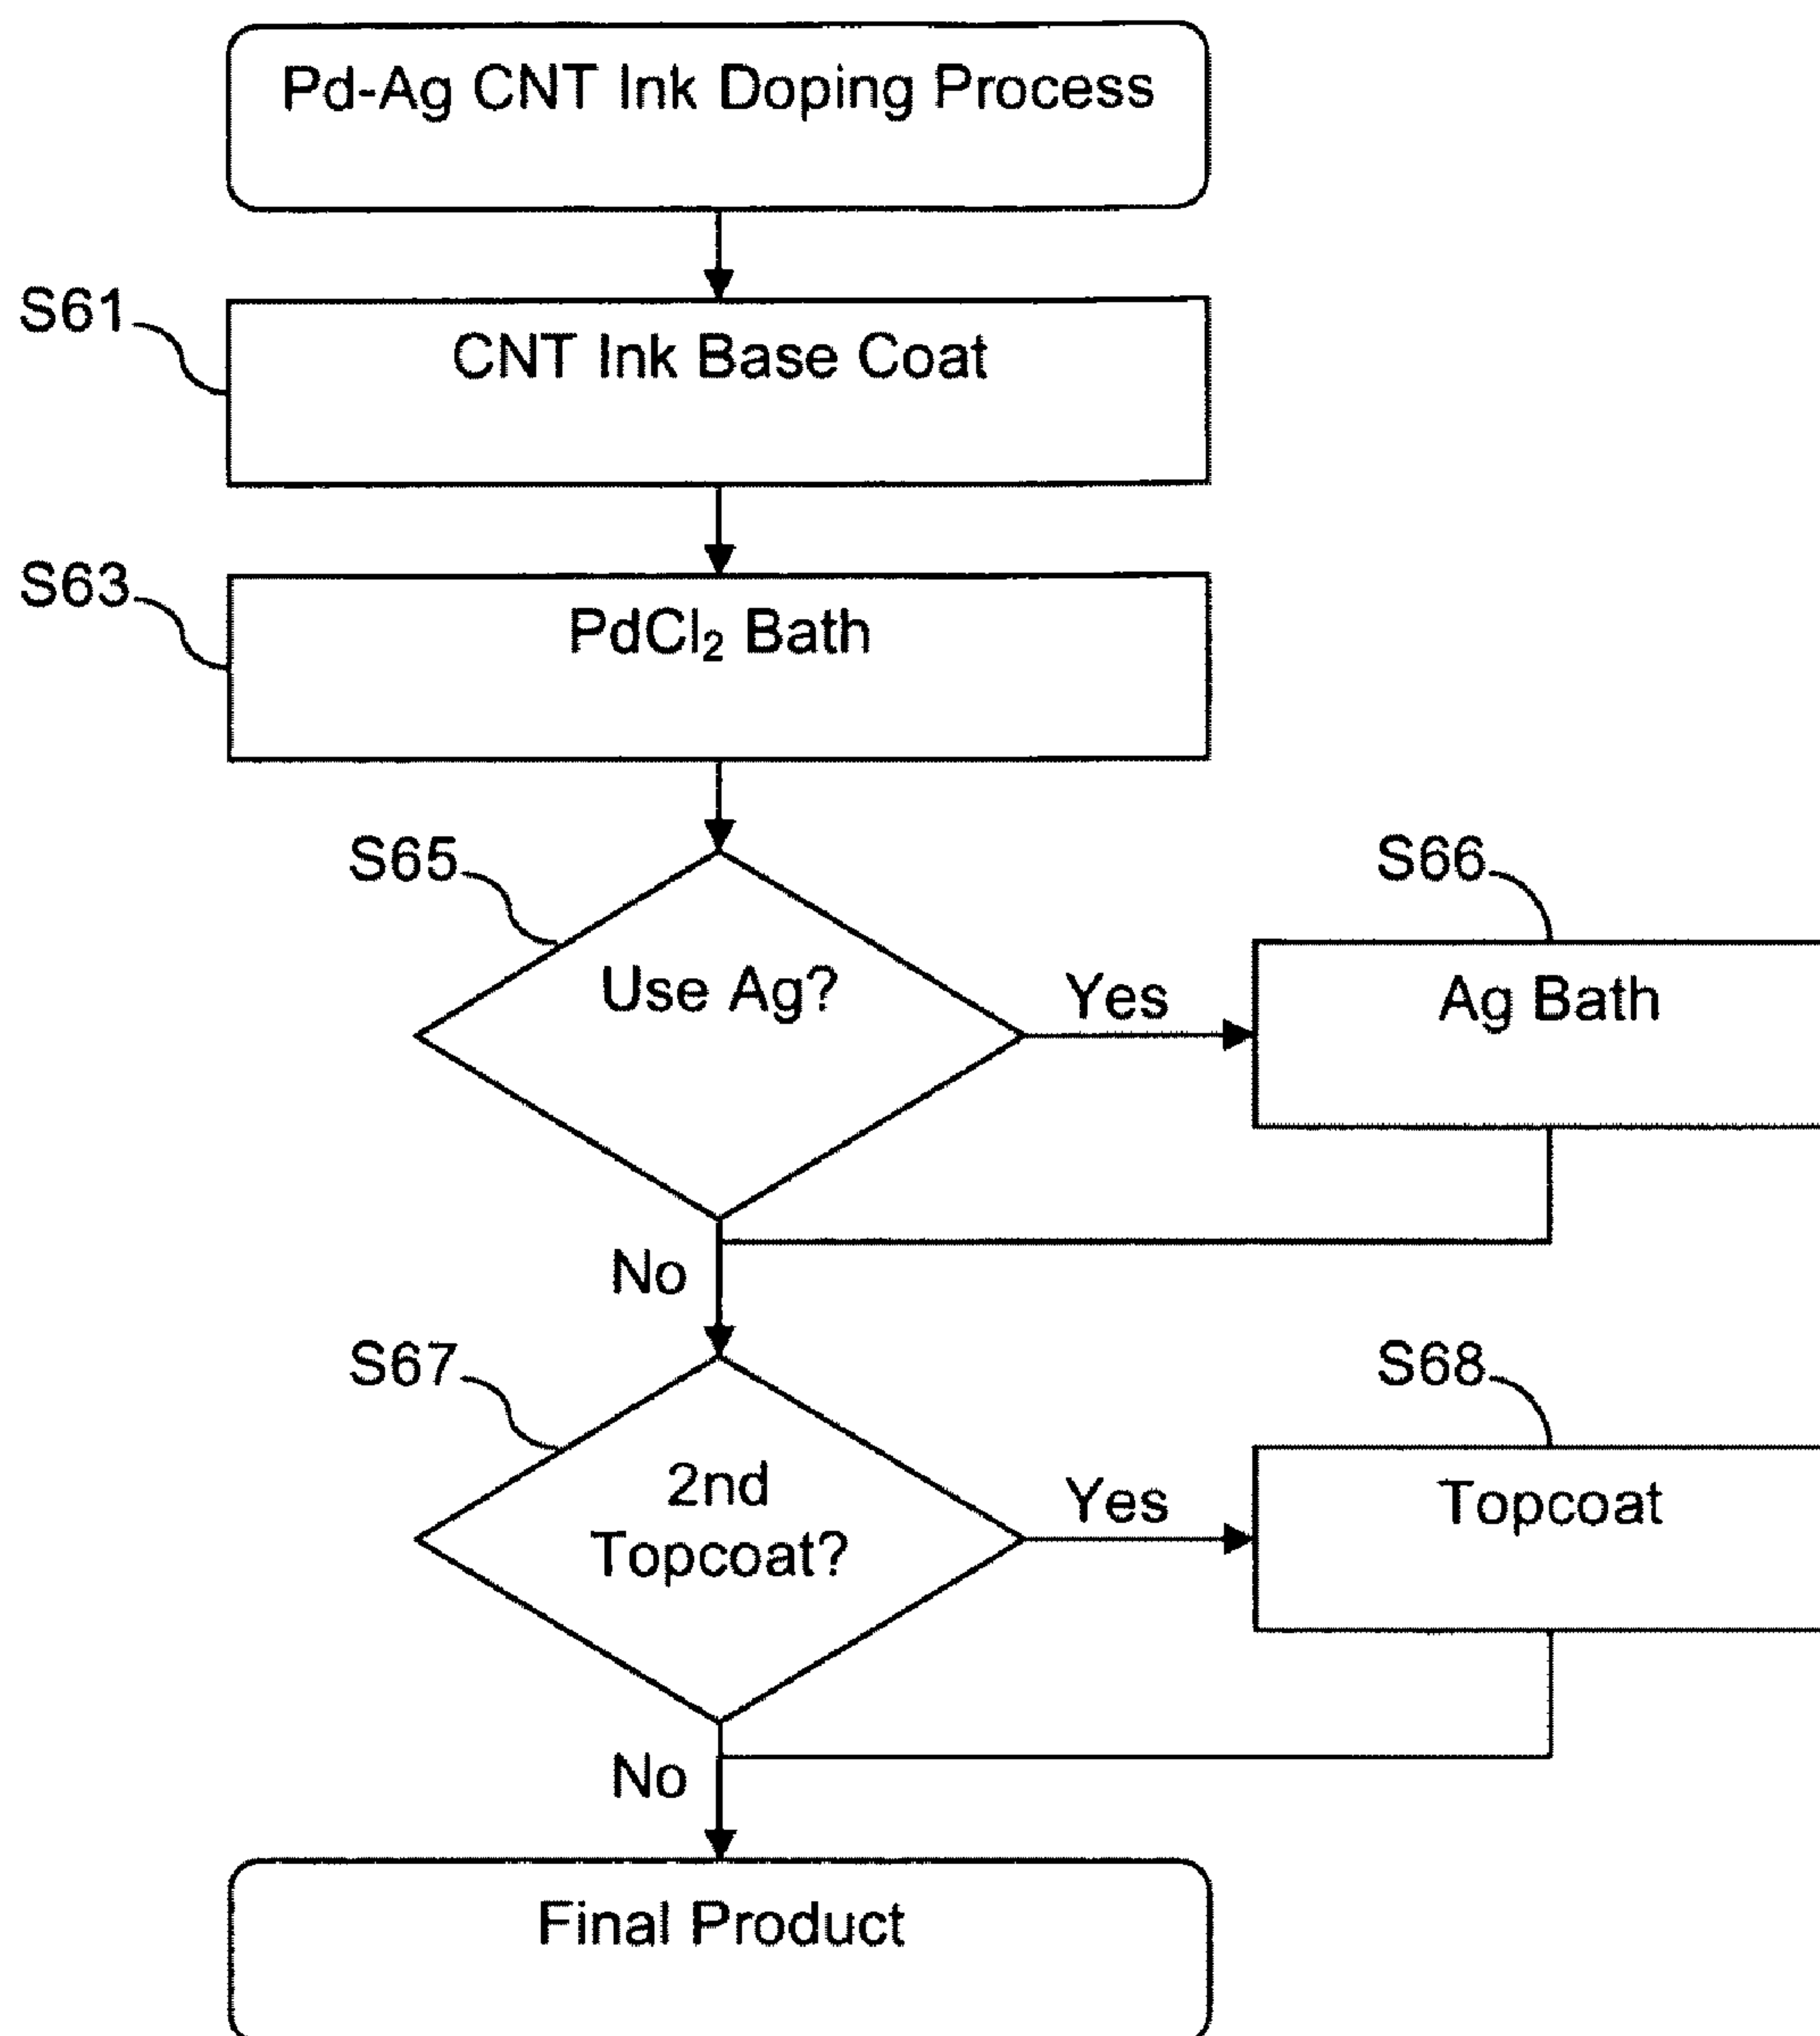 Pd-Ag CNT Ink Doping Process
S61
CNT Ink Base Coat
S63
PdCl₂ Bath
S65
Use Ag?
Yes
S66
Ag Bath
No
S67
2nd
Topcoat?
Yes
S68
Topcoat
No
Final Product